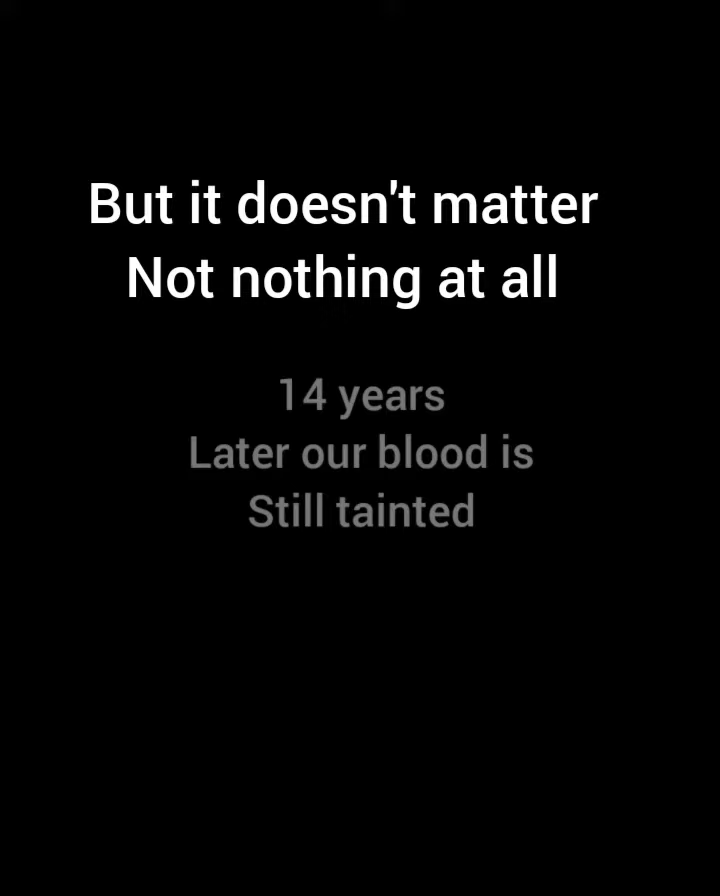 But it doesn't matter
Not nothing at all
14 years
Later our blood is
Still tainted